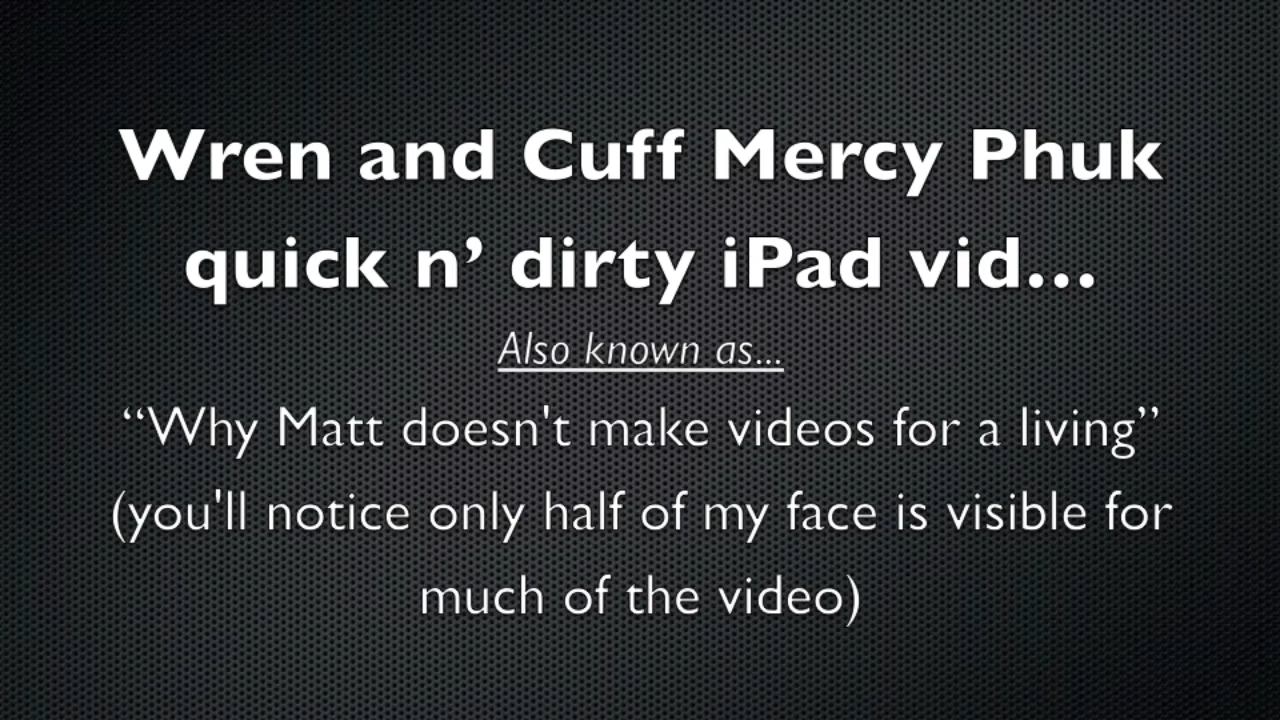 Wren and Cuff Mercy Phuk
quick n’ dirty iPad vid...
Also known as...
“Why Matt doesn't make videos for a living”
(you'll notice only half of my face is visible for
much of the video)